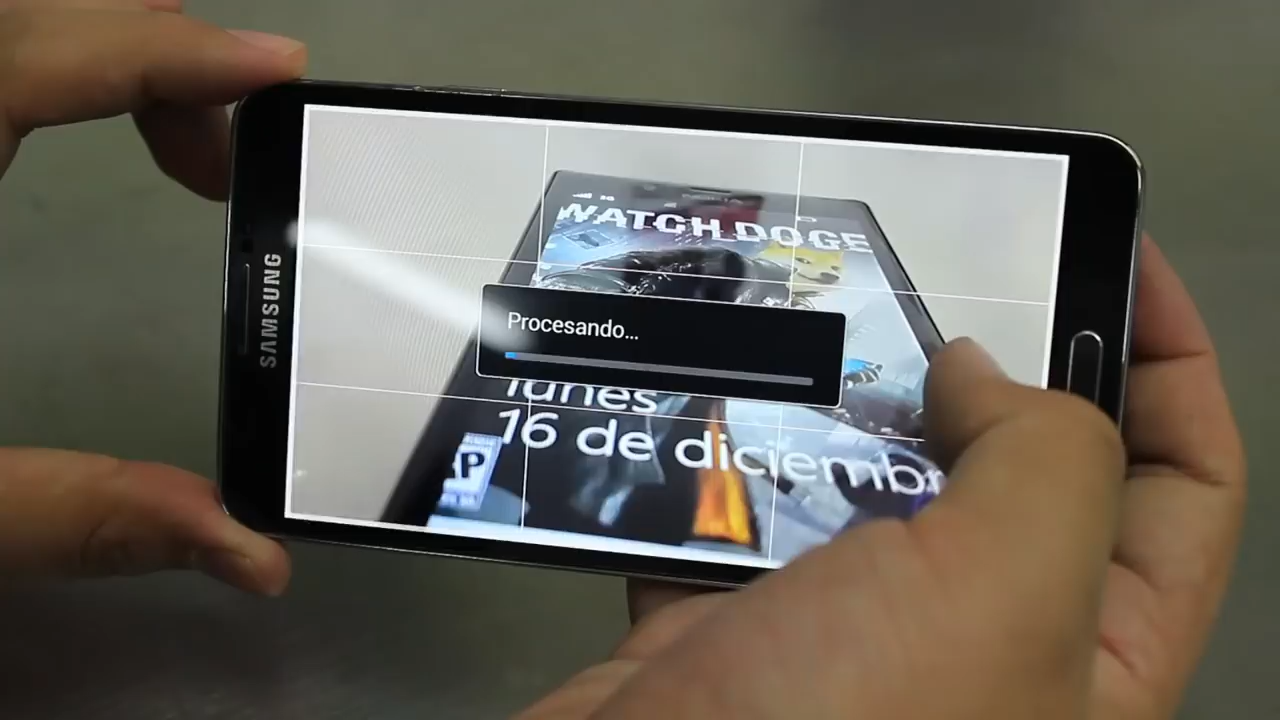 SAMSUNG
WATCH DOGE
Procesando...
lunes
16 de diciembr
P